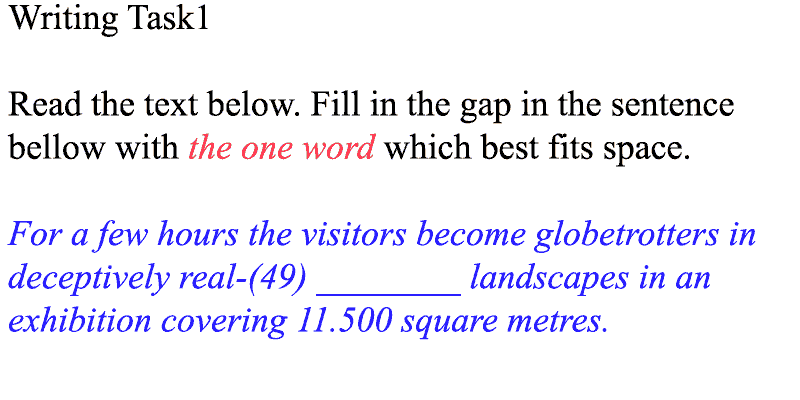 Writing Task1
Read the text below. Fill in the gap in the sentence
bellow with the one word which best fits space.
For a few hours the visitors become globetrotters in
deceptively real-(49) ________ landscapes in an
exhibition covering 11.500 square metres.